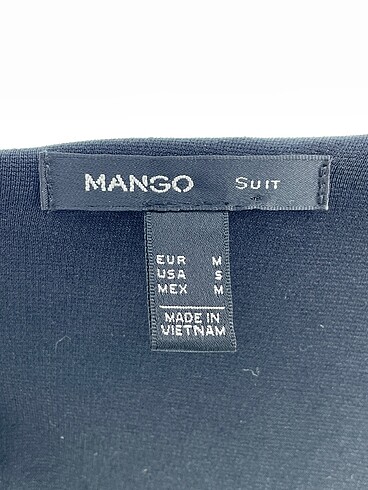 MANGO SUIT
EUR M
USA S
MEX M
MADE IN
VIETNAM